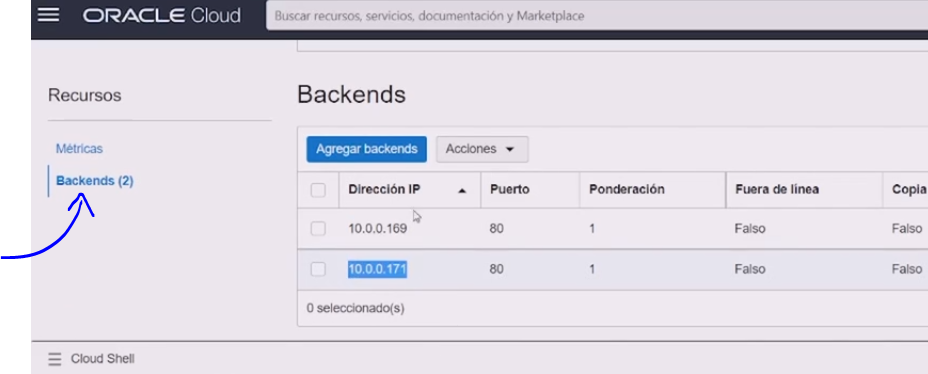 ORACLE Cloud
Buscar recursos, servicios, documentación y Marketplace
Recursos
Métricas
Backends (2)
Backends
Agregar backends Acciones
Dirección IP Puerto Ponderación Fuera de línea Copia
10.0.0.169 80 1 Falso Falso
10.0.0.171 80 1 Falso Falso
0 seleccionado(s)
Cloud Shell